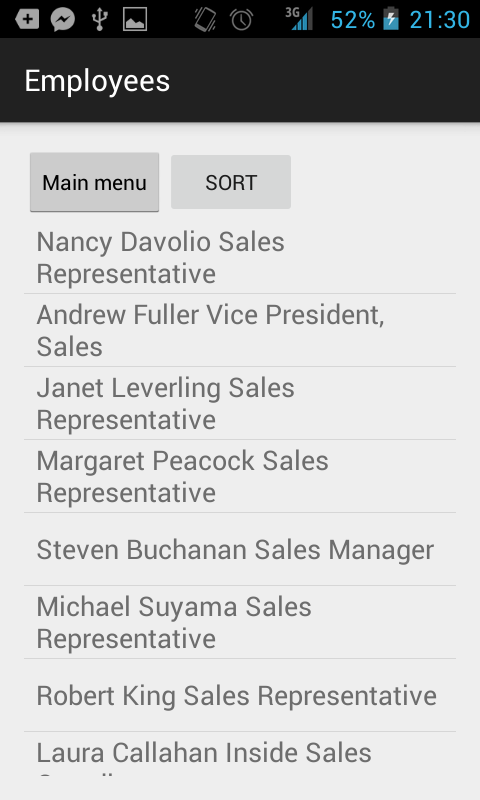 3G 52% 21:30
Employees
Main menu SORT
Nancy Davolio Sales
Representative
Andrew Fuller Vice President,
Sales
Janet Leverling Sales
Representative
Margaret Peacock Sales
Representative
Steven Buchanan Sales Manager
Michael Suyama Sales
Representative
Robert King Sales Representative
Laura Callahan Inside Sales